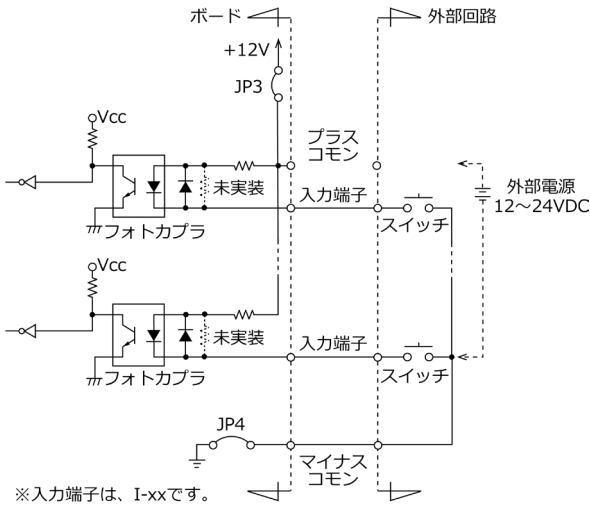 ボード
外部回路
+12V
JP3
Vcc
プラス
コモン
未実装
入力端子
外部電源
12～24VDC
スイッチ
フォトカプラ
Vcc
未実装
入力端子
フォトカプラ
スイッチ
JP4
マイナス
コモン
※入力端子は、I-xxです。